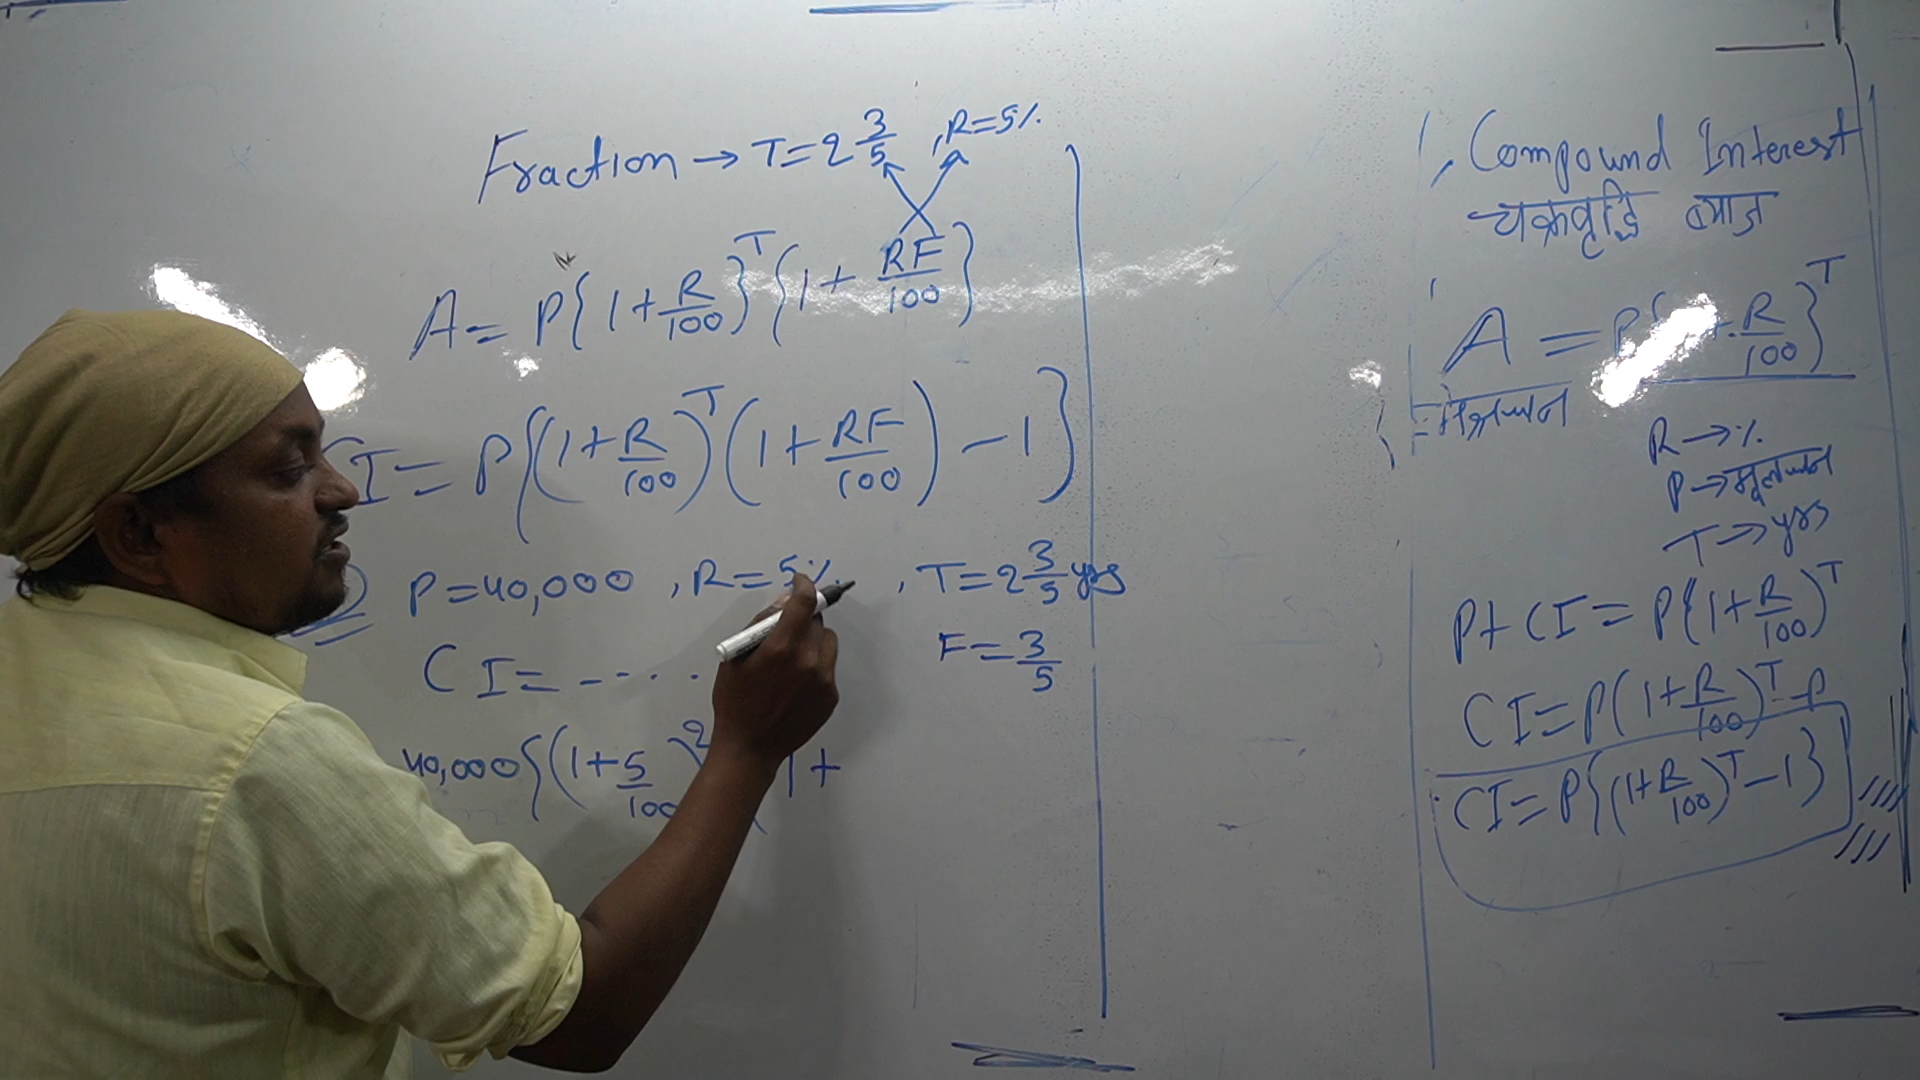 Fraction → T=2 3/5 , R=5%
A = P{1+R/100}^T {1+RF/100}
I = P{(1+R/100)^T (1+RF/100) -1}
P=40,000 , R=5% , T=2 3/5 yrs
CI= -....
F=3/5
40,000{(1+5/100)^2 1+
Compound Interest
चक्रवृद्धि ब्याज
A = P{ + R/100}^T
मिश्रधन
R → %
P → मूलधन
T → yrs
P+CI=P(1+R/100)^T
CI=P(1+R/100)^T-P
CI=P{(1+R/100)^T-1}